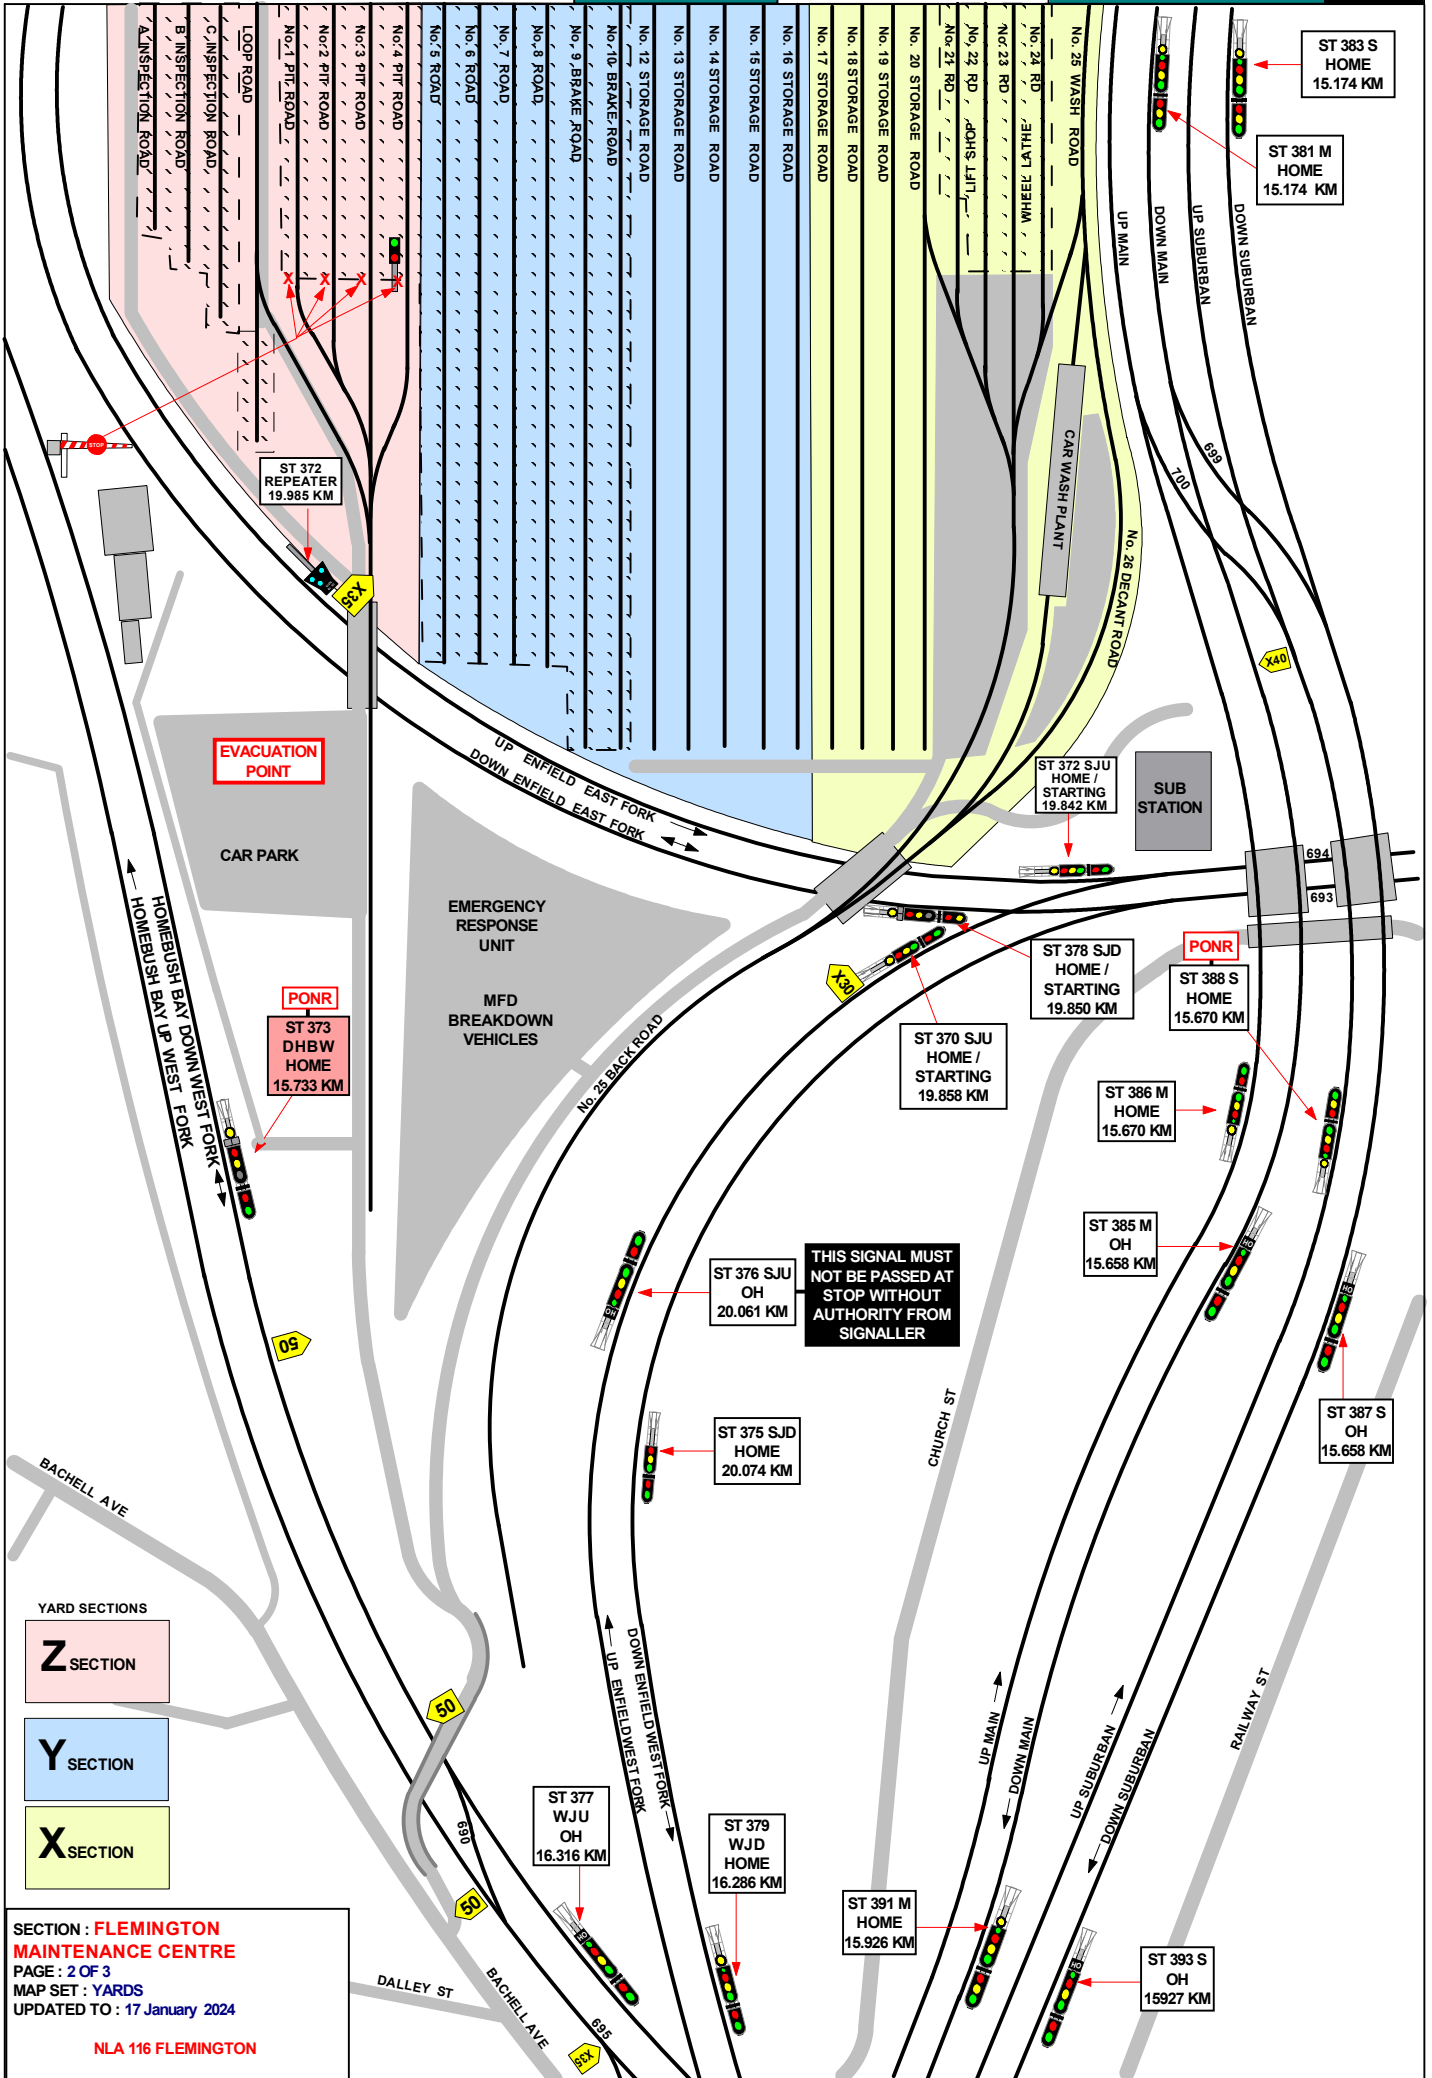 A INSPECTION ROAD
B INSPECTION ROAD
C INSPECTION ROAD
LOOP ROAD
No. 1 PIT ROAD
No. 2 PIT ROAD
No. 3 PIT ROAD
No. 4 PIT ROAD
No. 5 ROAD
No. 6 ROAD
No. 7 ROAD
No. 8 ROAD
No. 9 BRAKE ROAD
No. 10 BRAKE ROAD
No. 12 STORAGE ROAD
No. 13 STORAGE ROAD
No. 14 STORAGE ROAD
No. 15 STORAGE ROAD
No. 16 STORAGE ROAD
No. 17 STORAGE ROAD
No. 18 STORAGE ROAD
No. 19 STORAGE ROAD
No. 20 STORAGE ROAD
No. 21 RD
No. 22 RD
LIFT SHOP
No. 23 RD
No. 24 RD
WHEEL LATHE
No. 25 WASH ROAD
UP MAIN
DOWN MAIN
UP SUBURBAN
DOWN SUBURBAN
ST 383 S
HOME
15.174 KM
ST 381 M
HOME
15.174 KM
X
X
X
X
STOP
ST 372
REPEATER
19.985 KM
X35
CAR WASH PLANT
No. 26 DECANT ROAD
700
699
X40
EVACUATION
POINT
CAR PARK
UP ENFIELD EAST FORK
DOWN ENFIELD EAST FORK
ST 372 SJU
HOME /
STARTING
19.842 KM
SUB
STATION
694
693
EMERGENCY
RESPONSE
UNIT
MFD
BREAKDOWN
VEHICLES
HOMEBUSH BAY DOWN WEST FORK
HOMEBUSH BAY UP WEST FORK
PONR
ST 373
DHBW
HOME
15.733 KM
X30
ST 378 SJD
HOME /
STARTING
19.850 KM
PONR
ST 388 S
HOME
15.670 KM
ST 370 SJU
HOME /
STARTING
19.858 KM
No. 25 BACK ROAD
ST 386 M
HOME
15.670 KM
ST 385 M
OH
15.658 KM
OH
OH
ST 376 SJU
OH
20.061 KM
OH
THIS SIGNAL MUST
NOT BE PASSED AT
STOP WITHOUT
AUTHORITY FROM
SIGNALLER
50
ST 375 SJD
HOME
20.074 KM
CHURCH ST
ST 387 S
OH
15.658 KM
BACHELL AVE
YARD SECTIONS
Z SECTION
Y SECTION
X SECTION
50
690
50
UP ENFIELD WEST FORK
DOWN ENFIELD WEST FORK
UP MAIN
DOWN MAIN
UP SUBURBAN
DOWN SUBURBAN
RAILWAY ST
ST 377
WJU
OH
16.316 KM
OH
ST 379
WJD
HOME
16.286 KM
ST 391 M
HOME
15.926 KM
OH
ST 393 S
OH
15927 KM
SECTION : FLEMINGTON
MAINTENANCE CENTRE
PAGE : 2 OF 3
MAP SET : YARDS
UPDATED TO : 17 January 2024
NLA 116 FLEMINGTON
DALLEY ST
BACHELL AVE
695
X35